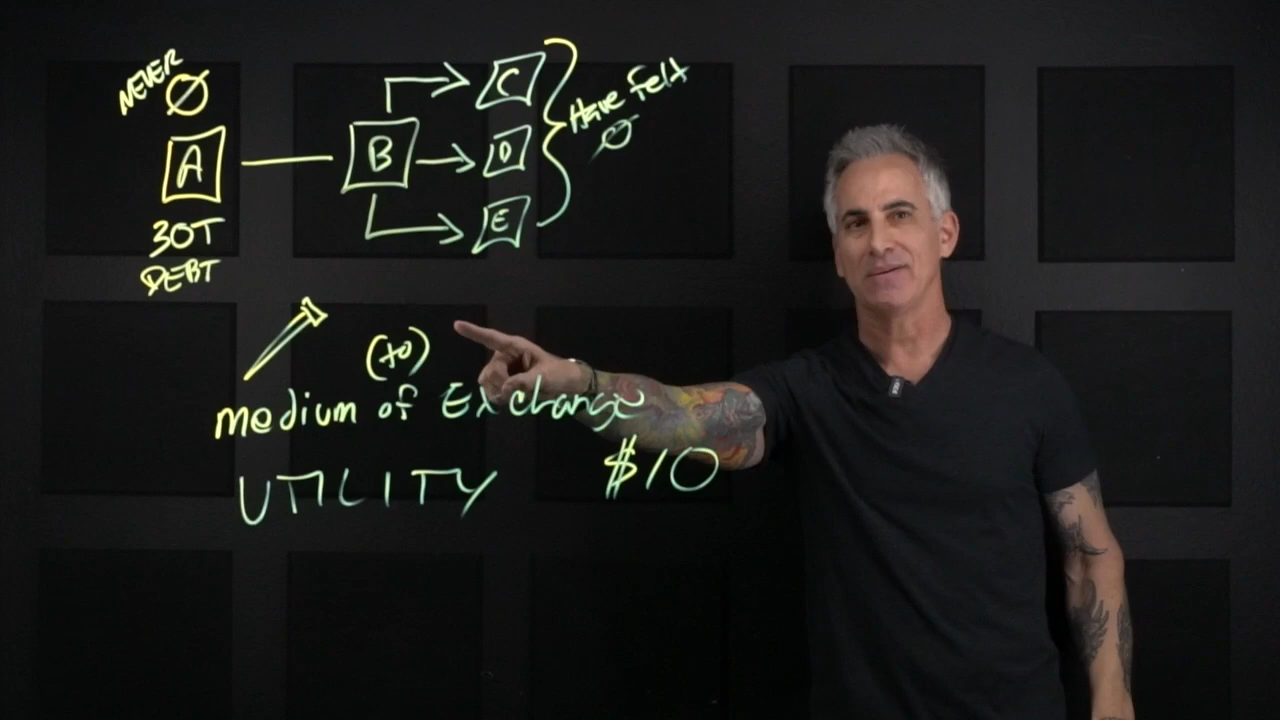 NEVER Ø
A
30T
DEBT
B
C
D
E
Have felt
Ø
(to)
medium of Exchange
UTILITY
$10